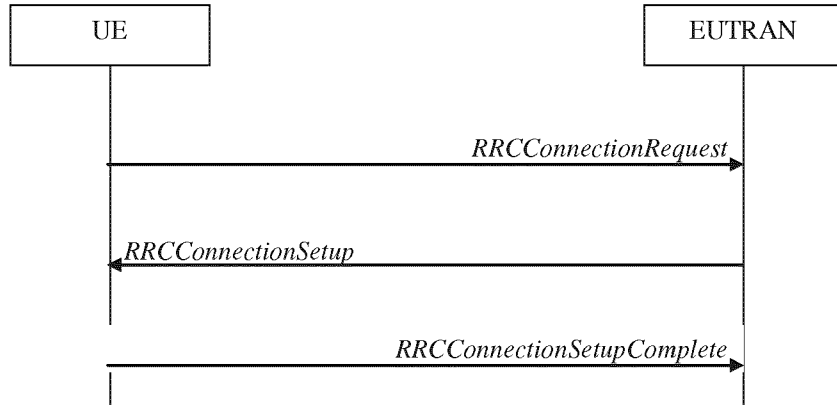 UE
EUTRAN
RRCConnectionRequest
RRCConnectionSetup
RRCConnectionSetupComplete